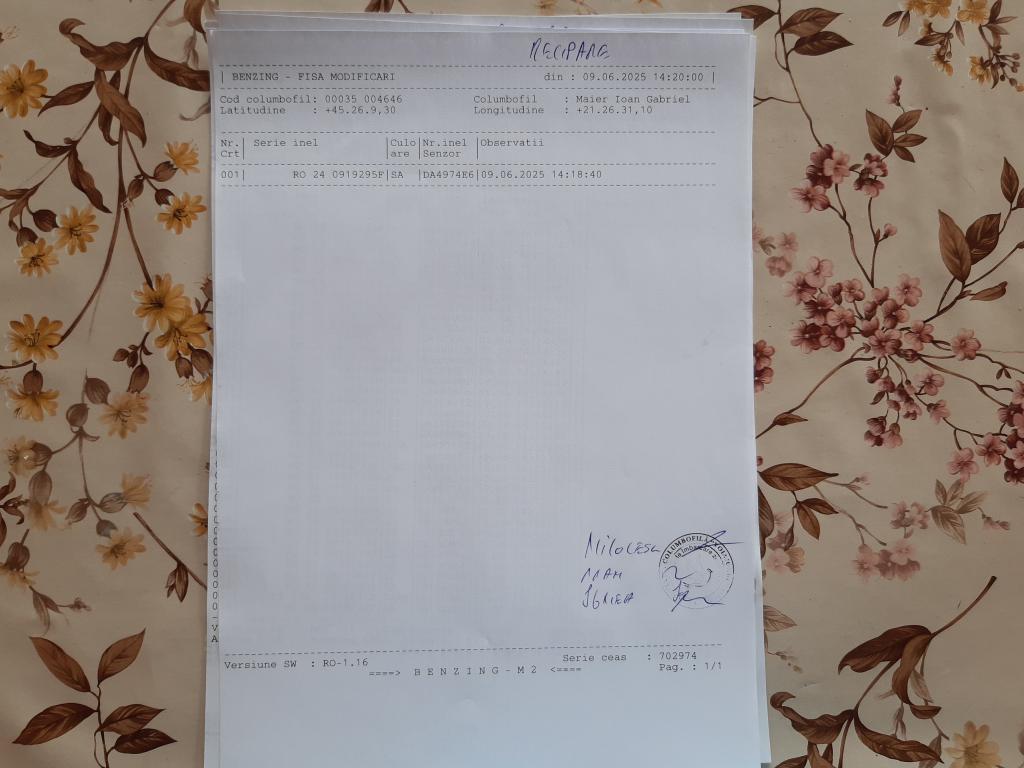 | BENZING - FISA MODIFICARI din : 09.06.2025 14:20:00 |
Cod columbofil: 00035 004646 Columbofil : Maier Ioan Gabriel
Latitudine : +45.26.9,30 Longitudine : +21.26.31,10
Nr.| Serie inel |Culo|Nr.inel |Observatii
Crt| |are |Senzor |
001| RO 24 0919295F|SA |DA4974E6|09.06.2025 14:18:40
COLUMBOFILA
Versiune SW : RO-1.16 Serie ceas : 702974
====> B E N Z I N G - M 2 <==== Pag. : 1/1